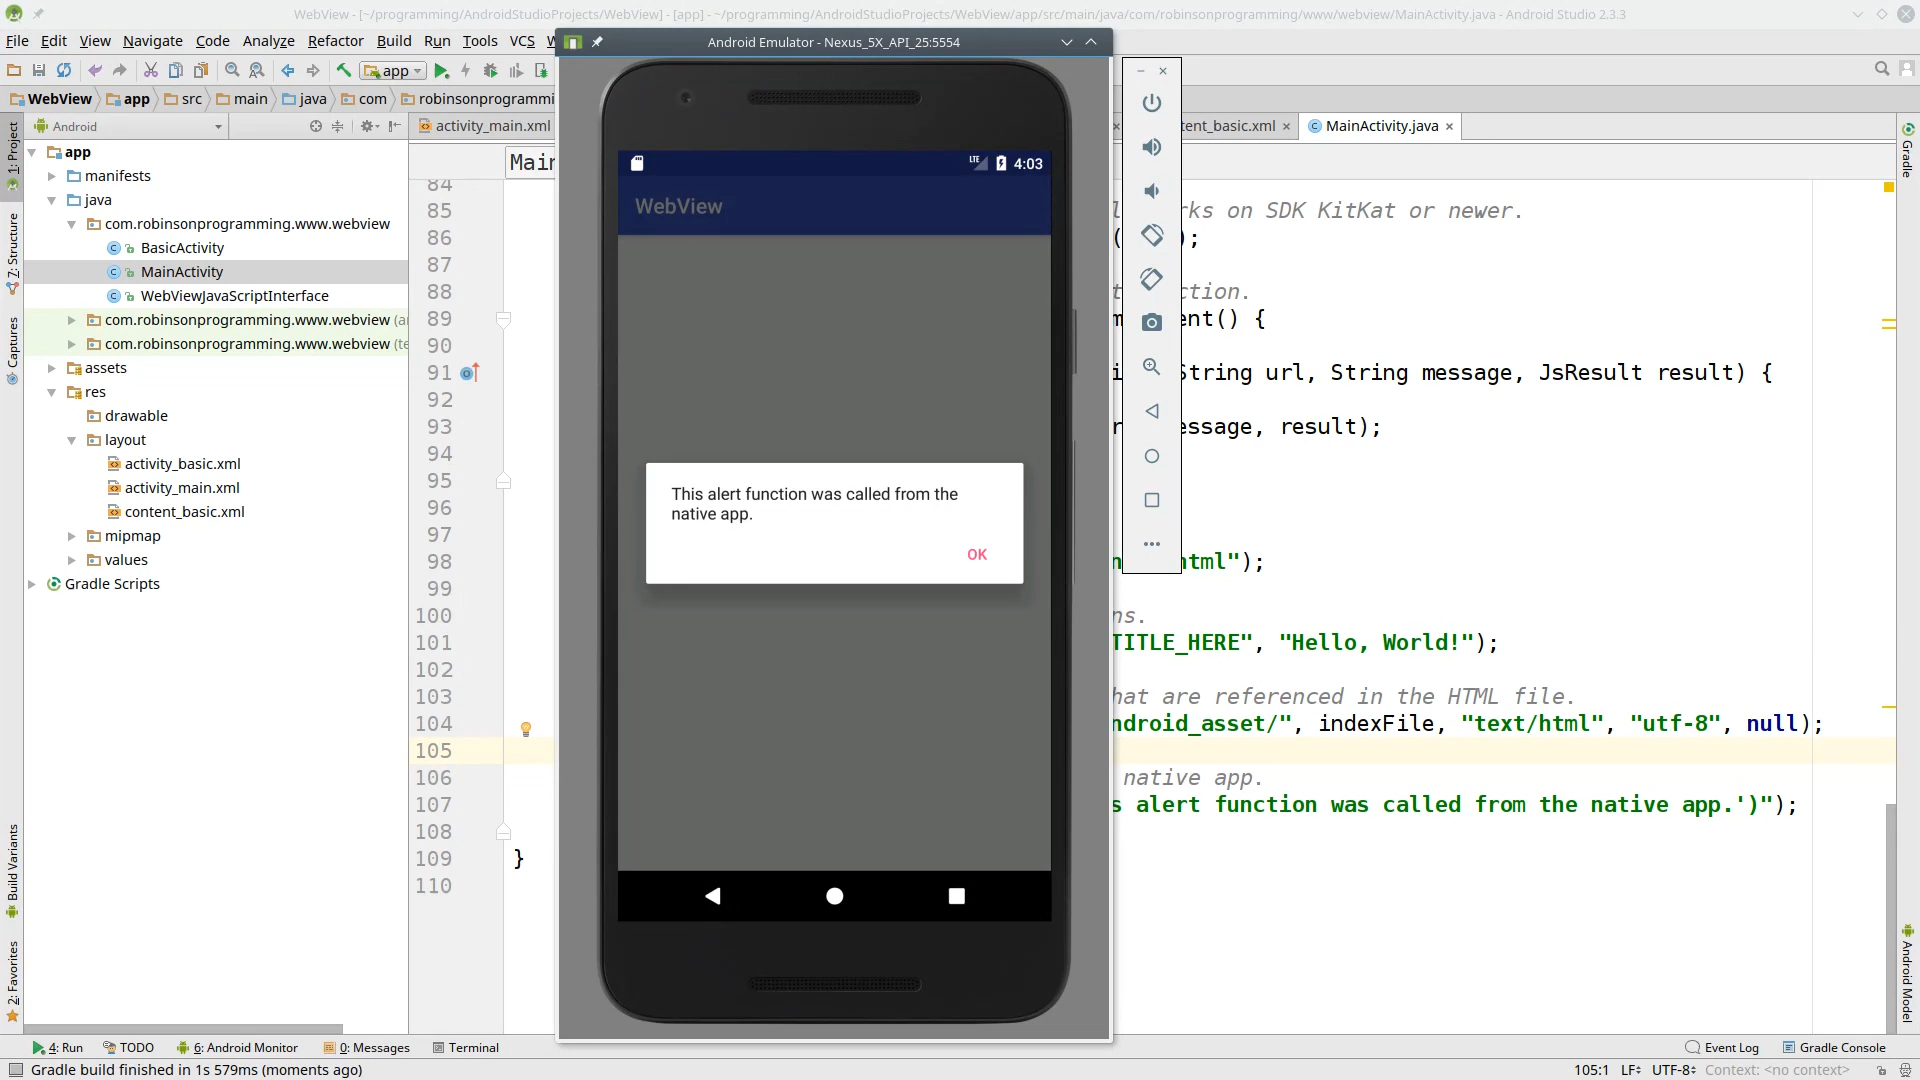 WebView - [~/programming/AndroidStudioProjects/WebView] - [app] - ~/programming/AndroidStudioProjects/WebView/app/src/main/java/com/robinsonprogramming/www/webview/MainActivity.java - Android Studio 2.3.3
File Edit View Navigate Code Analyze Refactor Build Run Tools VCS W
Android Emulator - Nexus_5X_API_25:5554
app
WebView app src main java com robinsonprogrammi
1: Project
Android
activity_main.xml
tent_basic.xml
MainActivity.java
Gradle
app
manifests
java
com.robinsonprogramming.www.webview
BasicActivity
MainActivity
WebViewJavaScriptInterface
com.robinsonprogramming.www.webview (a
com.robinsonprogramming.www.webview (te
assets
res
drawable
layout
activity_basic.xml
activity_main.xml
content_basic.xml
mipmap
values
Gradle Scripts
7: Structure
Captures
Build Variants
2: Favorites
Main
84
85 rks on SDK KitKat or newer.
86 );
87
88 ction.
89 ent() {
90
91 String url, String message, JsResult result) {
92
93 essage, result);
94
95
96
97
98 html");
99
100 ns.
101 TITLE_HERE", "Hello, World!");
102
103 hat are referenced in the HTML file.
104 ndroid_asset/", indexFile, "text/html", "utf-8", null);
105
106 native app.
107 s alert function was called from the native app.')");
108
109 }
110
LTE 4:03
WebView
This alert function was called from the
native app.
OK
Android Model
4: Run TODO 6: Android Monitor 0: Messages Terminal Event Log Gradle Console
Gradle build finished in 1s 579ms (moments ago) 105:1 LF UTF-8 Context: <no context>